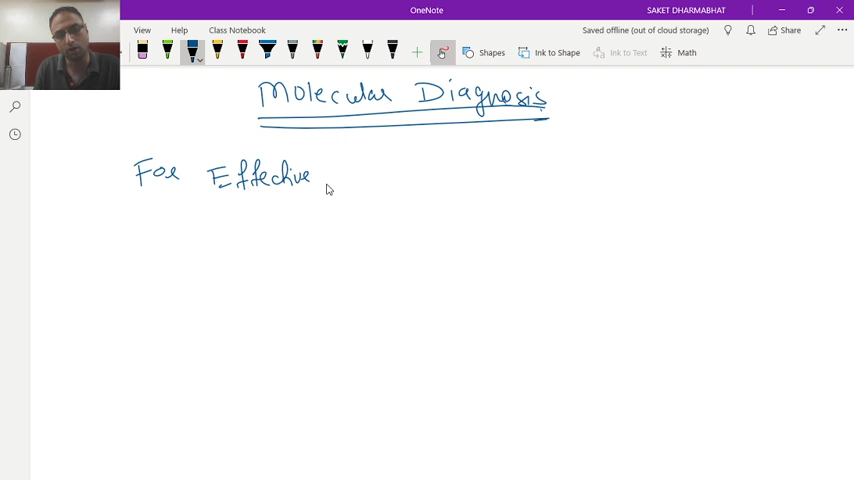 OneNote
SAKET DHARMABHAT
View Help Class Notebook
Saved offline (out of cloud storage)
Share
Shapes
Ink to Shape
Ink to Text
Math
Molecular Diagnosis
For Effective